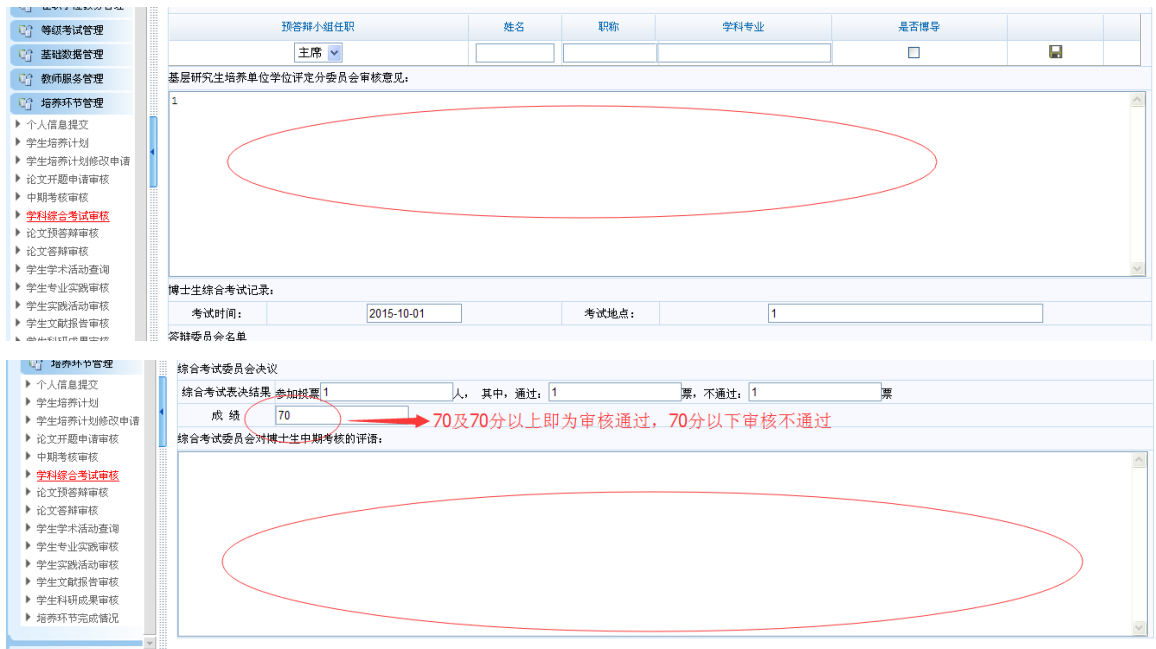 等级考试管理
基础数据管理
教师服务管理
培养环节管理
个人信息提交
学生培养计划
学生培养计划修改申请
论文开题申请审核
中期考核审核
学科综合考试审核
论文预答辩审核
论文答辩审核
学生学术活动查询
学生专业实践审核
学生实践活动审核
学生文献报告审核
预答辩小组任职 姓名 职称 学科专业 是否博导
主席
基层研究生培养单位学位评定分委员会审核意见：
1
博士生综合考试记录：
考试时间： 2015-10-01 考试地点： 1
答辩委员会名单
培养环节管理
个人信息提交
学生培养计划
学生培养计划修改申请
论文开题申请审核
中期考核审核
学科综合考试审核
论文预答辩审核
论文答辩审核
学生学术活动查询
学生专业实践审核
学生实践活动审核
学生文献报告审核
学生科研成果审核
培养环节完成情况
综合考试委员会决议
综合考试表决结果 参加投票 1 人， 其中，通过： 1 票，不通过： 1 票
成 绩 70 70及70分以上即为审核通过，70分以下审核不通过
综合考试委员会对博士生中期考核的评语：